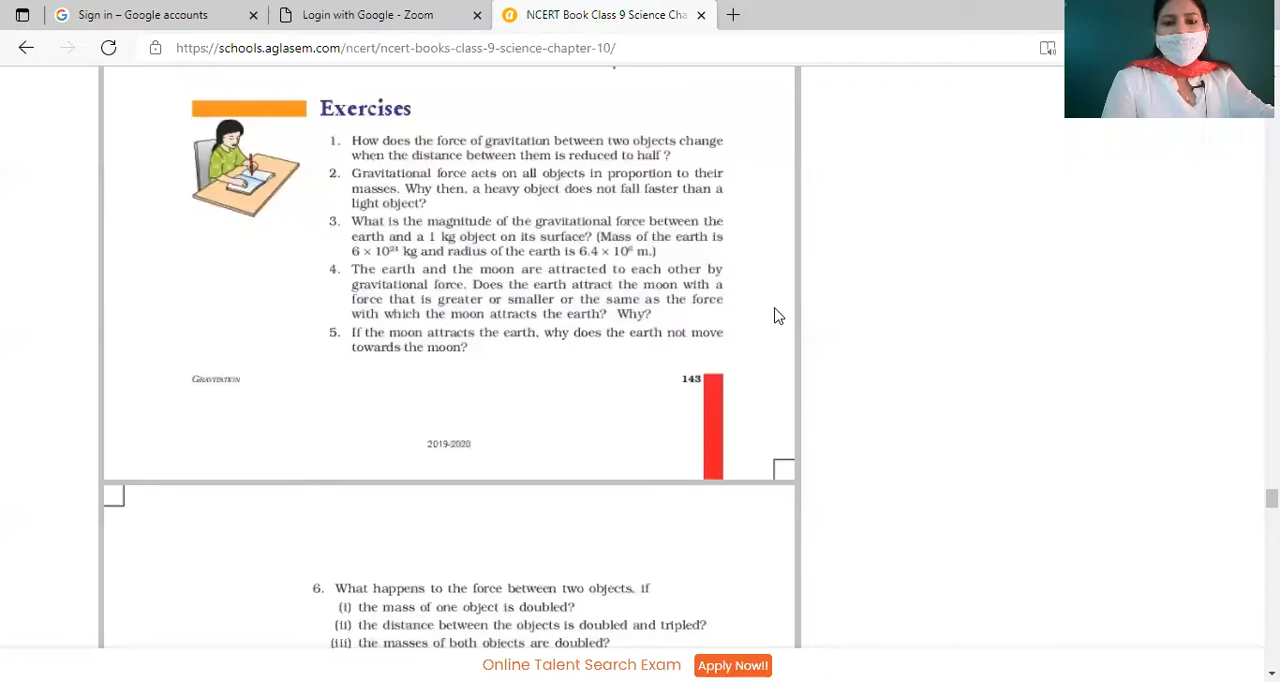 Sign in – Google accounts
Login with Google - Zoom
NCERT Book Class 9 Science Cha
https://schools.aglasem.com/ncert/ncert-books-class-9-science-chapter-10/
Exercises
1. How does the force of gravitation between two objects change
when the distance between them is reduced to half ?
2. Gravitational force acts on all objects in proportion to their
masses. Why then, a heavy object does not fall faster than a
light object?
3. What is the magnitude of the gravitational force between the
earth and a 1 kg object on its surface? (Mass of the earth is
6 × 10²⁴ kg and radius of the earth is 6.4 × 10⁶ m.)
4. The earth and the moon are attracted to each other by
gravitational force. Does the earth attract the moon with a
force that is greater or smaller or the same as the force
with which the moon attracts the earth? Why?
5. If the moon attracts the earth, why does the earth not move
towards the moon?
GRAVITATION
143
2019-2020
6. What happens to the force between two objects, if
(i) the mass of one object is doubled?
(ii) the distance between the objects is doubled and tripled?
(iii) the masses of both objects are doubled?
Online Talent Search Exam
Apply Now!!